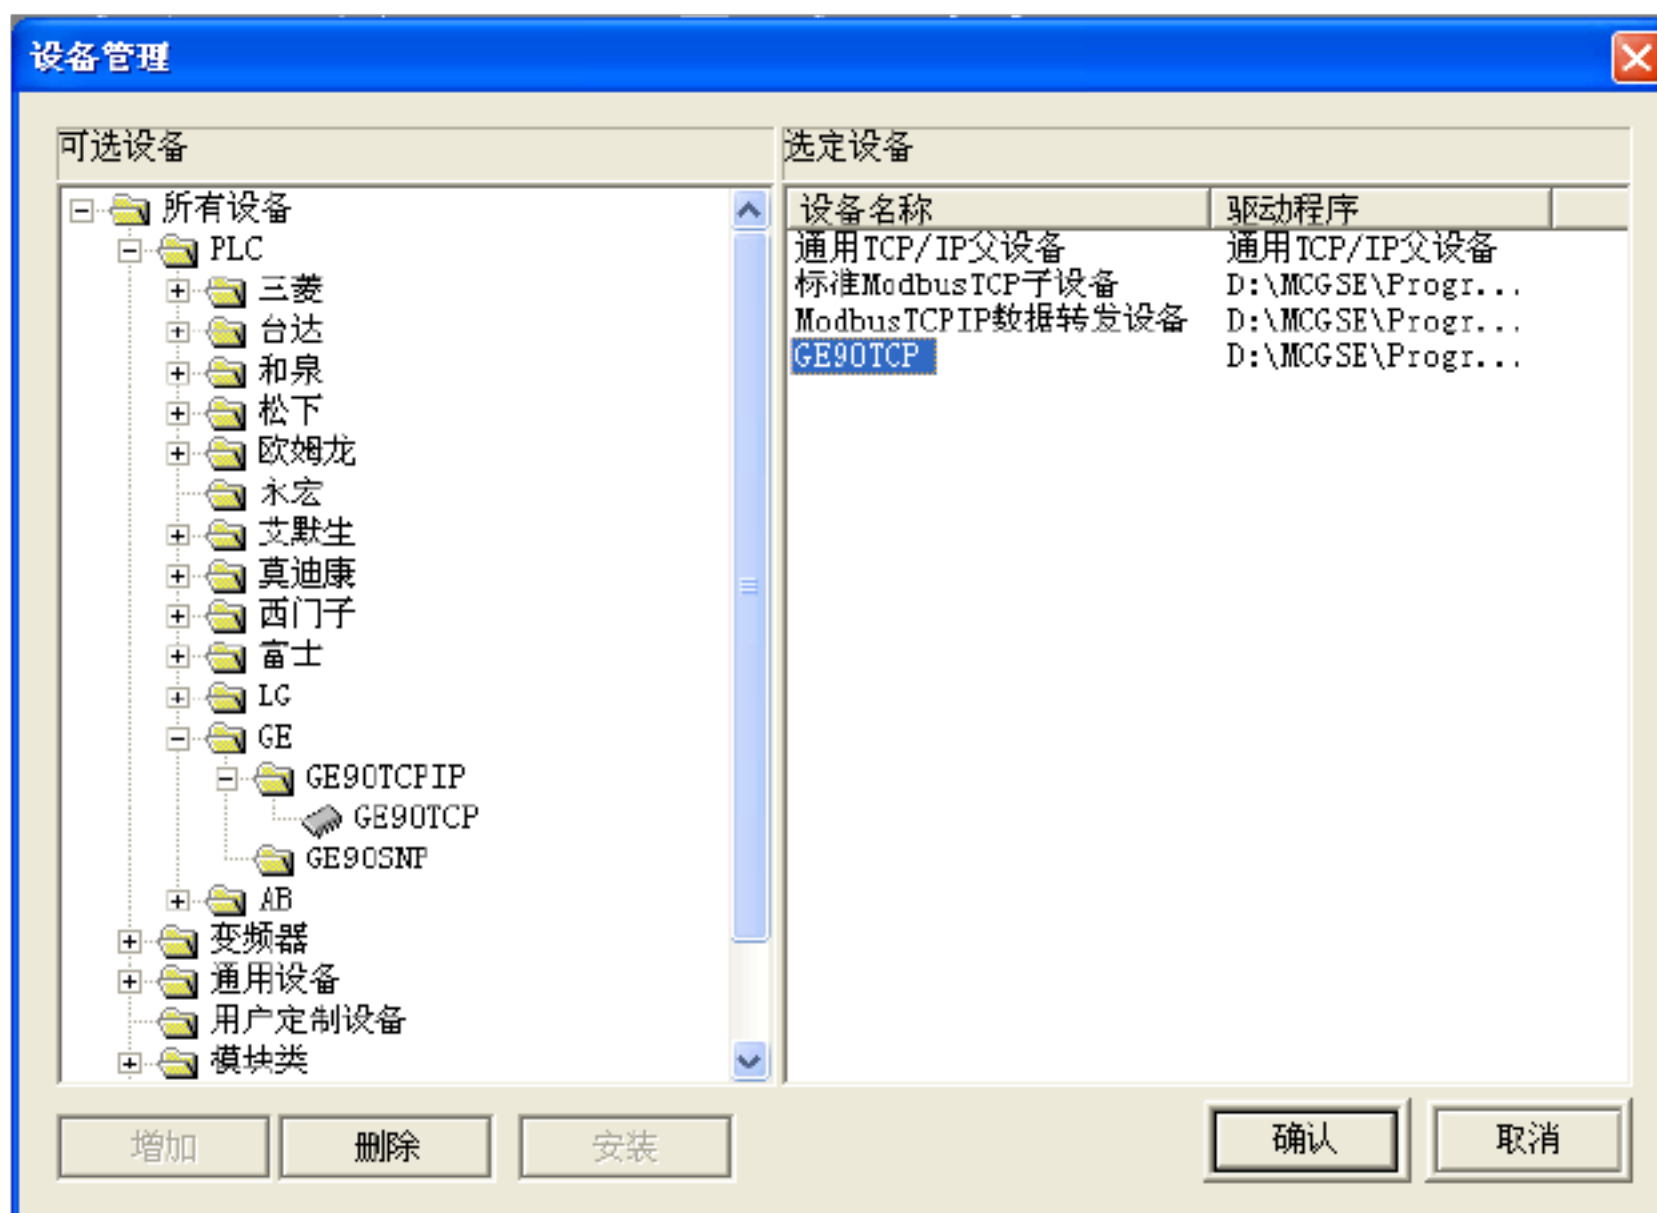 设备管理
可选设备
所有设备
PLC
三菱
台达
和泉
松下
欧姆龙
永宏
艾默生
莫迪康
西门子
富士
LG
GE
GE90TCPIP
GE90TCP
GE90SNP
AB
变频器
通用设备
用户定制设备
模块类
选定设备
设备名称 驱动程序
通用TCP/IP父设备 通用TCP/IP父设备
标准ModbusTCP子设备 D:\MCGSE\Progr...
ModbusTCPIP数据转发设备 D:\MCGSE\Progr...
GE90TCP D:\MCGSE\Progr...
增加 删除 安装 确认 取消